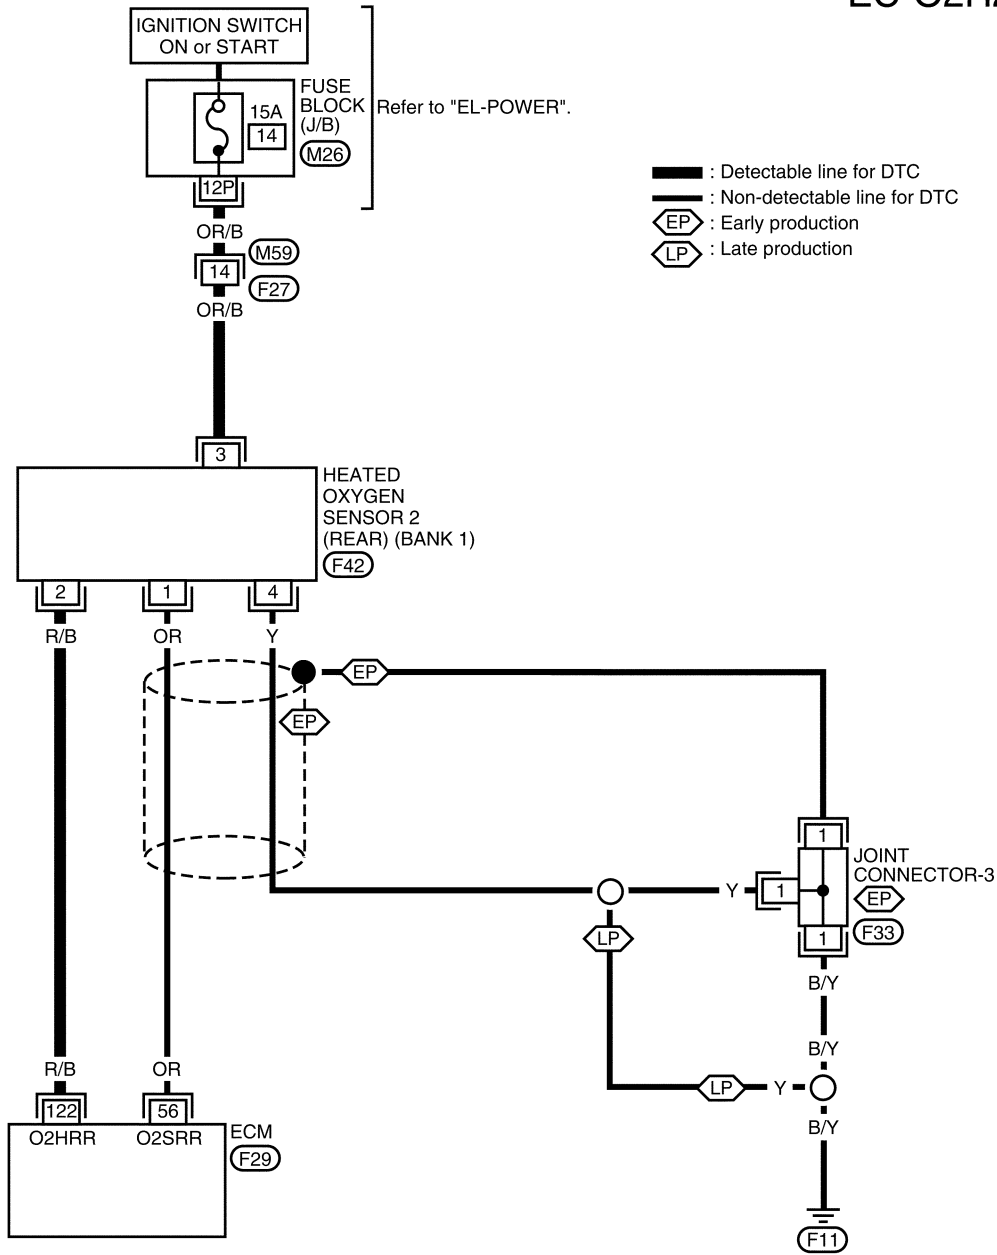 IGNITION SWITCH
ON or START
FUSE
BLOCK
(J/B)
Refer to "EL-POWER".
15A
14
M26
12P
OR/B
M59
14
F27
OR/B
: Detectable line for DTC
: Non-detectable line for DTC
EP : Early production
LP : Late production
3
HEATED
OXYGEN
SENSOR 2
(REAR) (BANK 1)
F42
2
1
4
R/B
OR
Y
EP
EP
1
JOINT
CONNECTOR-3
Y
1
EP
F33
LP
1
B/Y
B/Y
R/B
OR
LP
Y
122
56
B/Y
O2HRR
O2SRR
ECM
F29
F11